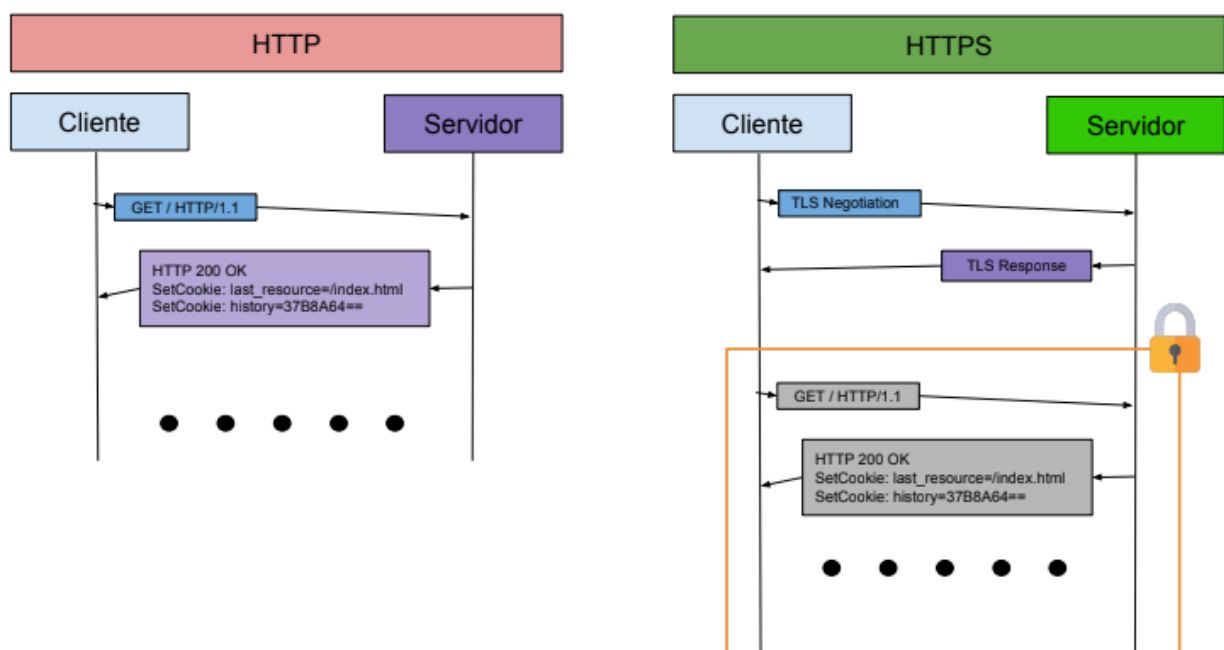 HTTP
Cliente
Servidor
GET / HTTP/1.1
HTTP 200 OK
SetCookie: last_resource=/index.html
SetCookie: history=37B8A64==
HTTPS
Cliente
Servidor
TLS Negotiation
TLS Response
GET / HTTP/1.1
HTTP 200 OK
SetCookie: last_resource=/index.html
SetCookie: history=37B8A64==